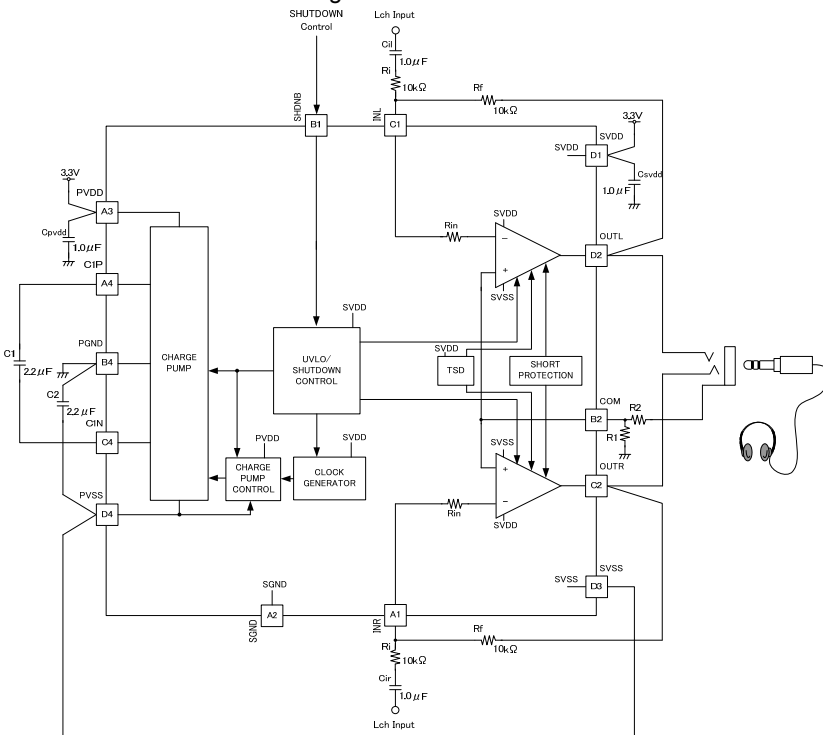 SHUTDOWN
Control
Lch Input
Cil
1.0μF
Ri
10kΩ
Rf
10kΩ
SHDNB
B1
INL
C1
3.3V
SVDD
SVDD
D1
Csvdd
1.0μF
3.3V
PVDD
A3
Cpvdd
1.0μF
C1P
A4
Rin
SVDD
−
+
SVSS
OUTL
D2
PGND
B4
C1
2.2μF
C2
2.2μF
C1N
C4
CHARGE
PUMP
SVDD
UVLO/
SHUTDOWN
CONTROL
SVDD
TSD
SHORT
PROTECTION
COM
B2
R2
R1
PVDD
CHARGE
PUMP
CONTROL
SVDD
CLOCK
GENERATOR
SVSS
+
−
SVDD
Rin
OUTR
C2
PVSS
D4
SGND
A2
SGND
INR
A1
SVSS
SVSS
D3
Rf
10kΩ
Ri
10kΩ
Cir
1.0μF
Lch Input